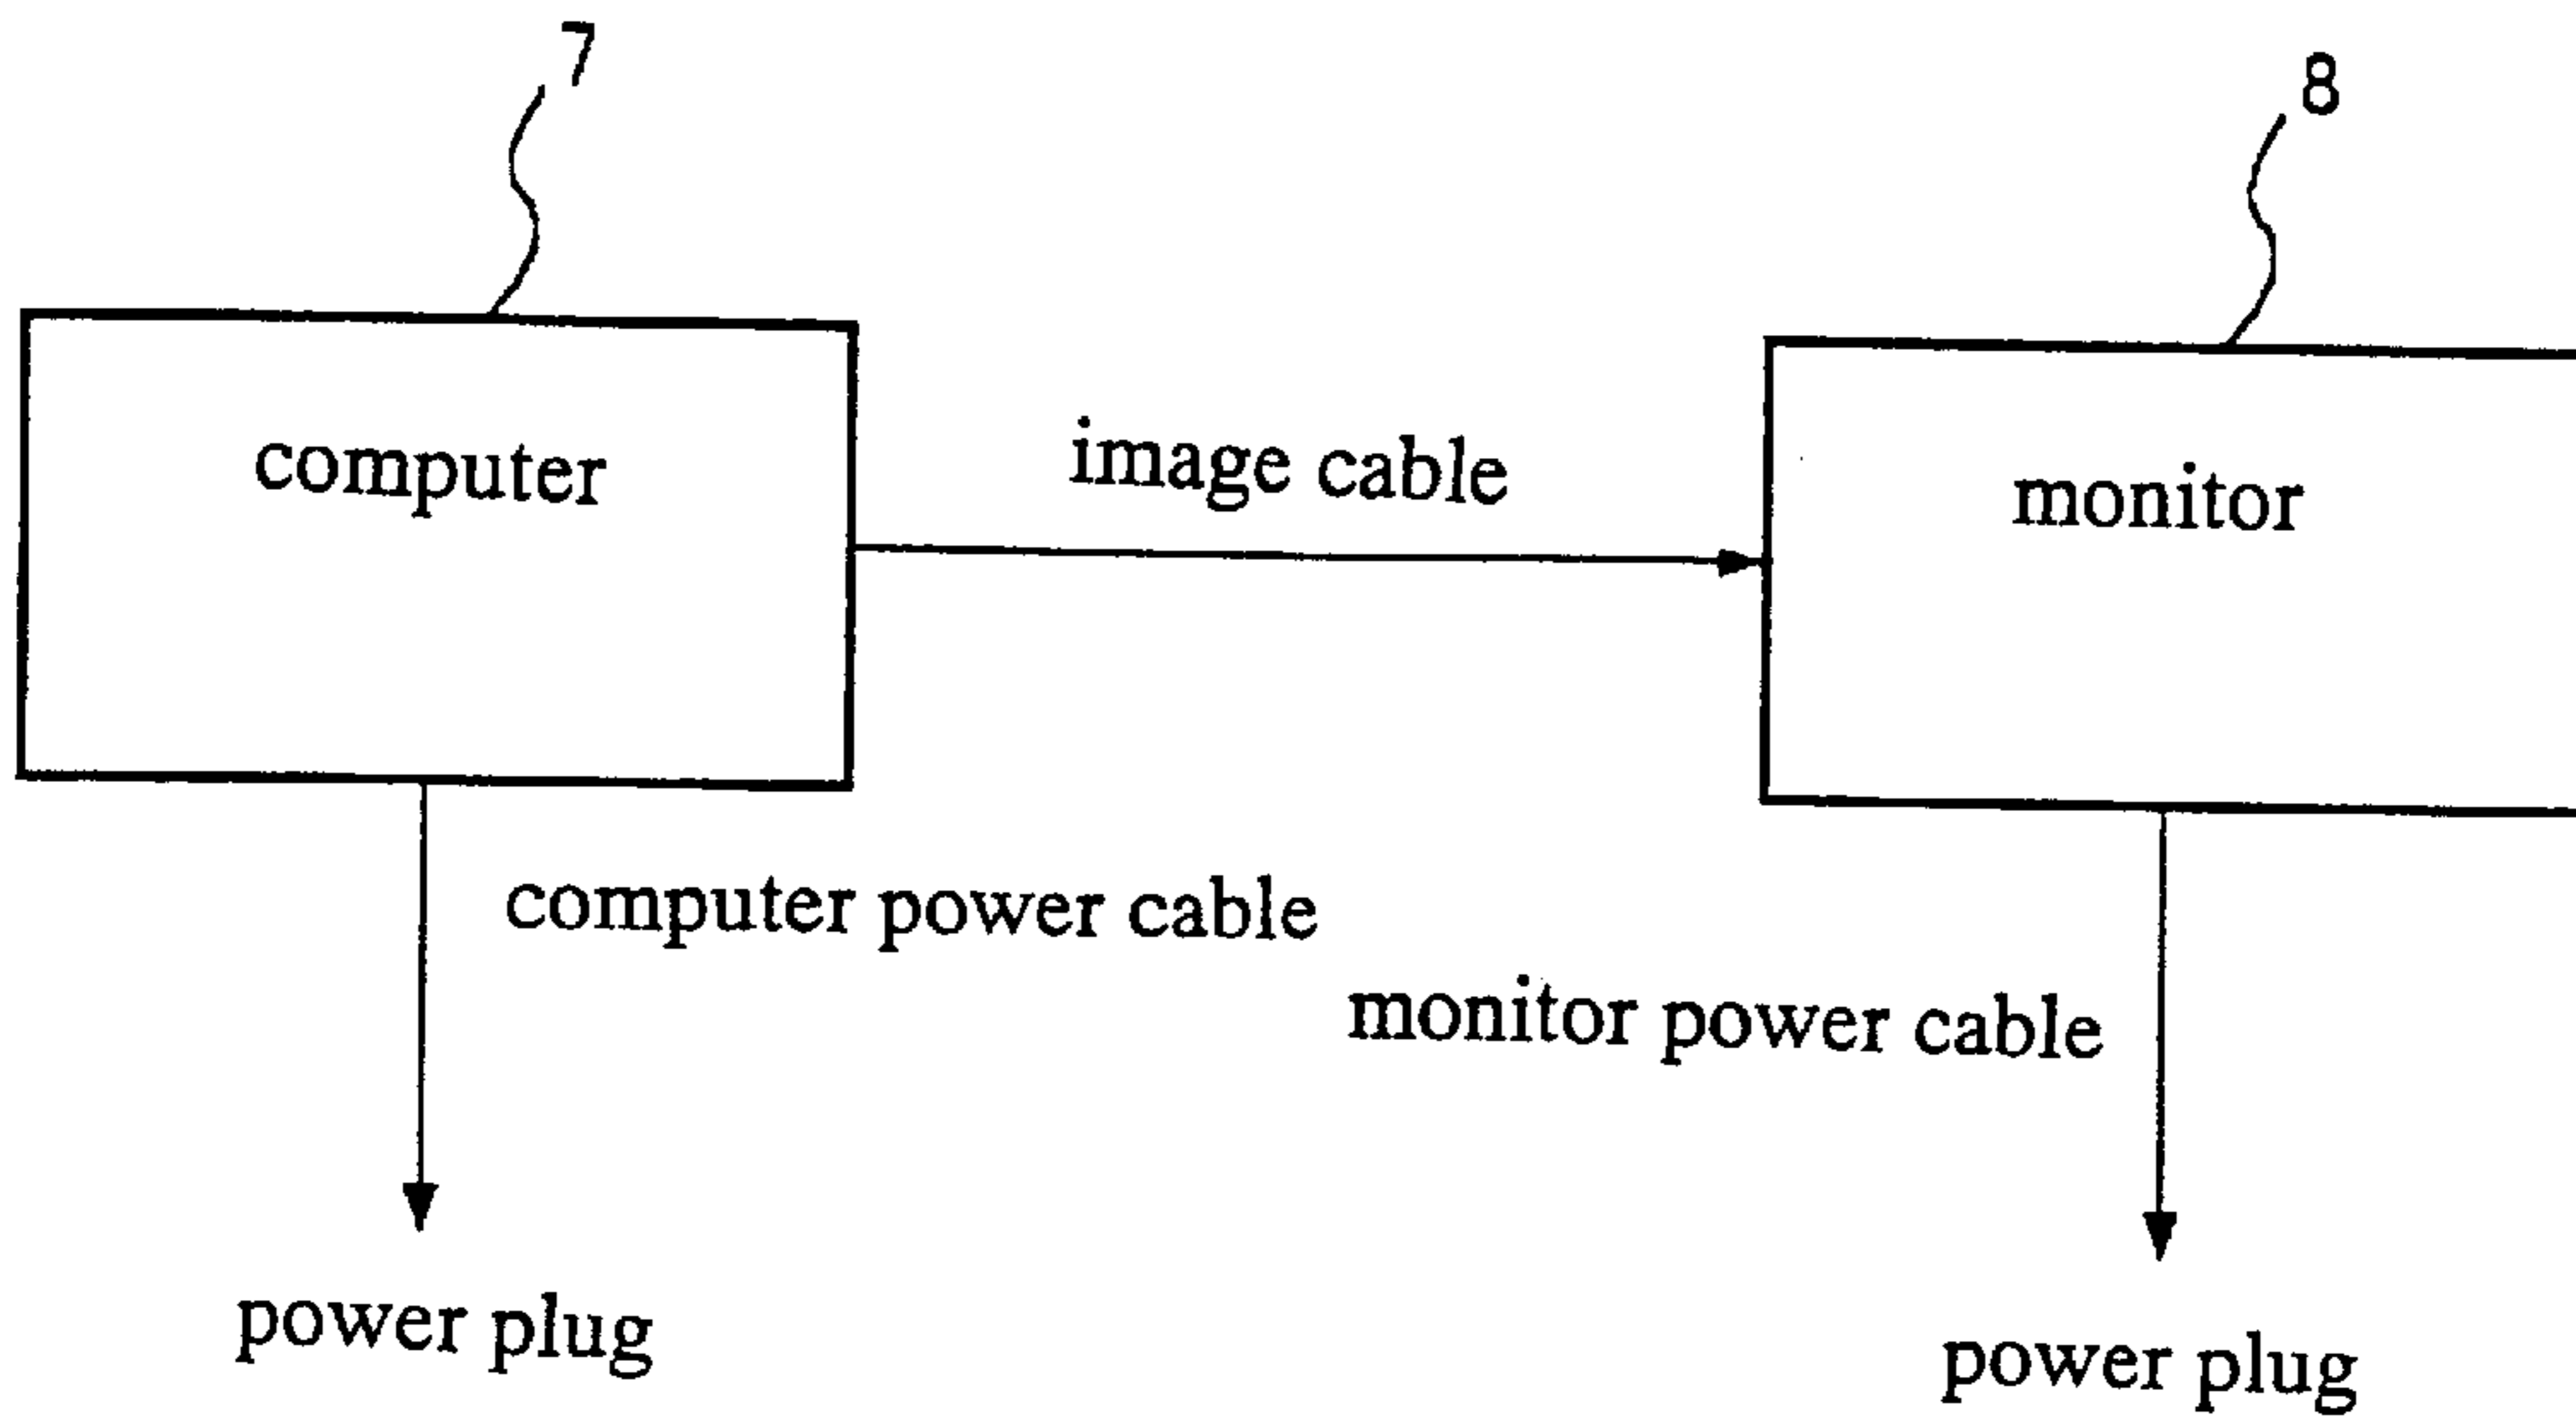 7
8
computer
image cable
monitor
computer power cable
monitor power cable
power plug
power plug